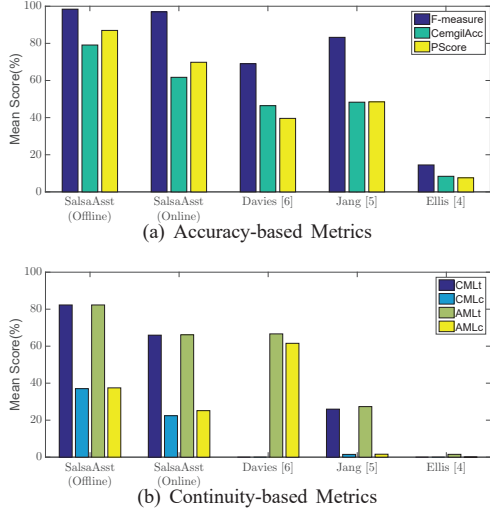 100
80
60
40
20
0
Mean Score(%)
F-measure
CemgilAcc
PScore
SalsaAsst
(Offline)
SalsaAsst
(Online)
Davies [6]
Jang [5]
Ellis [4]
(a) Accuracy-based Metrics
100
80
60
40
20
0
Mean Score(%)
CMLt
CMLc
AMLt
AMLc
SalsaAsst
(Offline)
SalsaAsst
(Online)
Davies [6]
Jang [5]
Ellis [4]
(b) Continuity-based Metrics